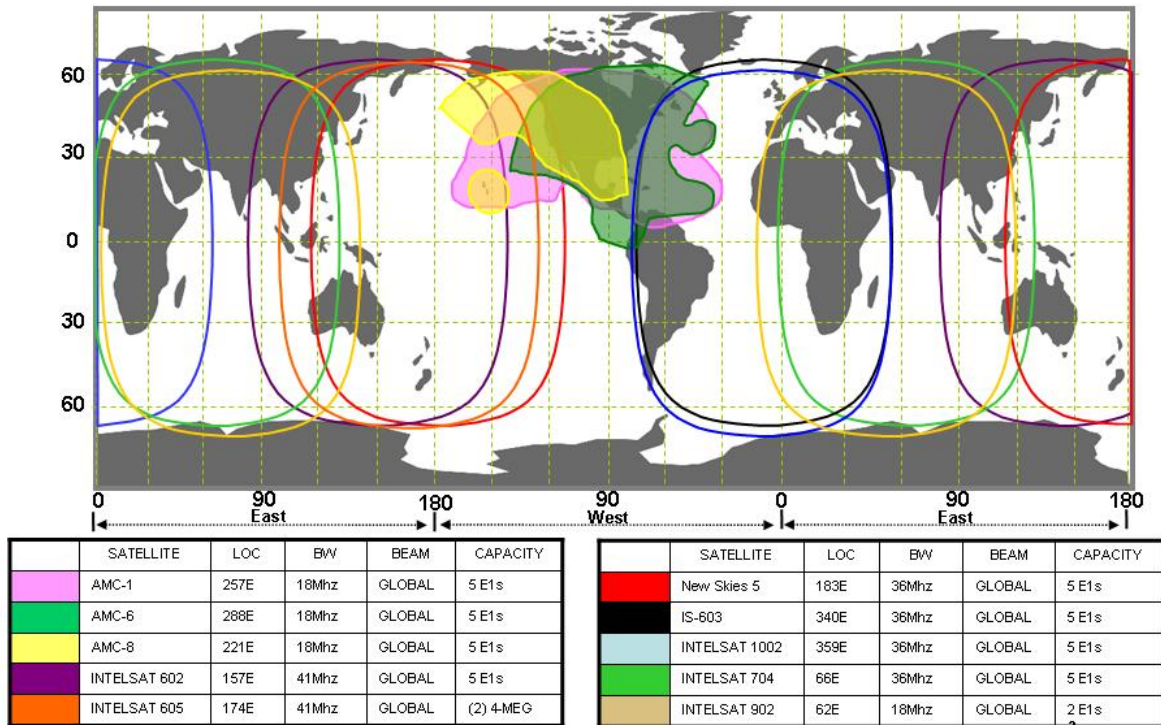 60
30
0
30
60
0 90 180 90 0 90 180
East West East
SATELLITE LOC BW BEAM CAPACITY
AMC-1 257E 18Mhz GLOBAL 5 E1s
AMC-6 288E 18Mhz GLOBAL 5 E1s
AMC-8 221E 18Mhz GLOBAL 5 E1s
INTELSAT 602 157E 41Mhz GLOBAL 5 E1s
INTELSAT 605 174E 41Mhz GLOBAL (2) 4-MEG
SATELLITE LOC BW BEAM CAPACITY
New Skies 5 183E 36Mhz GLOBAL 5 E1s
IS-603 340E 36Mhz GLOBAL 5 E1s
INTELSAT 1002 359E 36Mhz GLOBAL 5 E1s
INTELSAT 704 66E 36Mhz GLOBAL 5 E1s
INTELSAT 902 62E 18Mhz GLOBAL 2 E1s